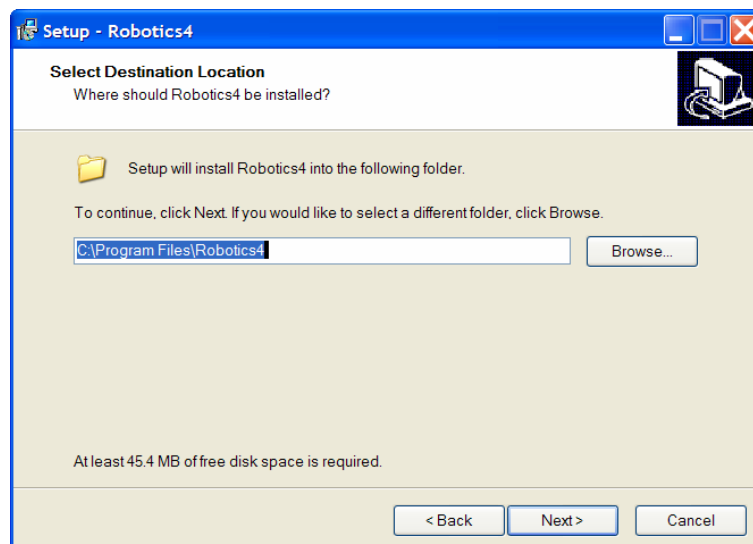 Setup - Robotics4
Select Destination Location
Where should Robotics4 be installed?
Setup will install Robotics4 into the following folder.
To continue, click Next. If you would like to select a different folder, click Browse.
C:\Program Files\Robotics4
Browse...
At least 45.4 MB of free disk space is required.
< Back
Next >
Cancel